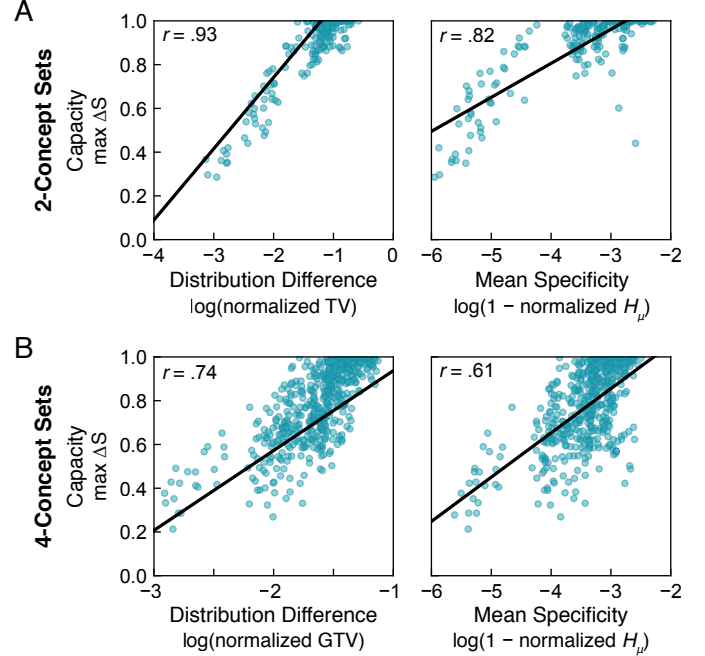 A
2-Concept Sets
Capacity
max ΔS
1.0
0.8
0.6
0.4
0.2
0.0
r = .93
−4 −3 −2 −1 0
Distribution Difference
log(normalized TV)
r = .82
−6 −5 −4 −3 −2
Mean Specificity
log(1 − normalized Hμ)
B
4-Concept Sets
Capacity
max ΔS
1.0
0.8
0.6
0.4
0.2
0.0
r = .74
−3 −2 −1
Distribution Difference
log(normalized GTV)
r = .61
−6 −5 −4 −3 −2
Mean Specificity
log(1 − normalized Hμ)